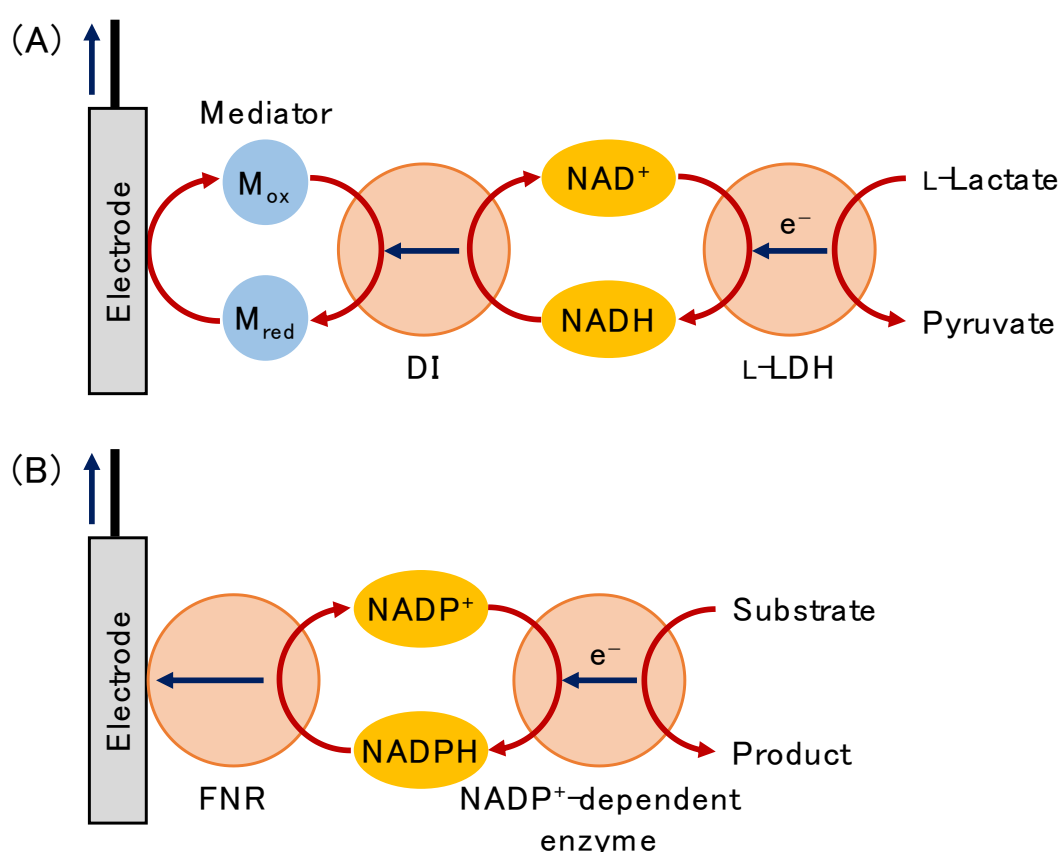 (A)
Mediator
Electrode
Mox
Mred
DI
NAD⁺
NADH
e⁻
L-LDH
L-Lactate
Pyruvate
(B)
Electrode
FNR
NADP⁺
NADPH
e⁻
NADP⁺-dependent
enzyme
Substrate
Product